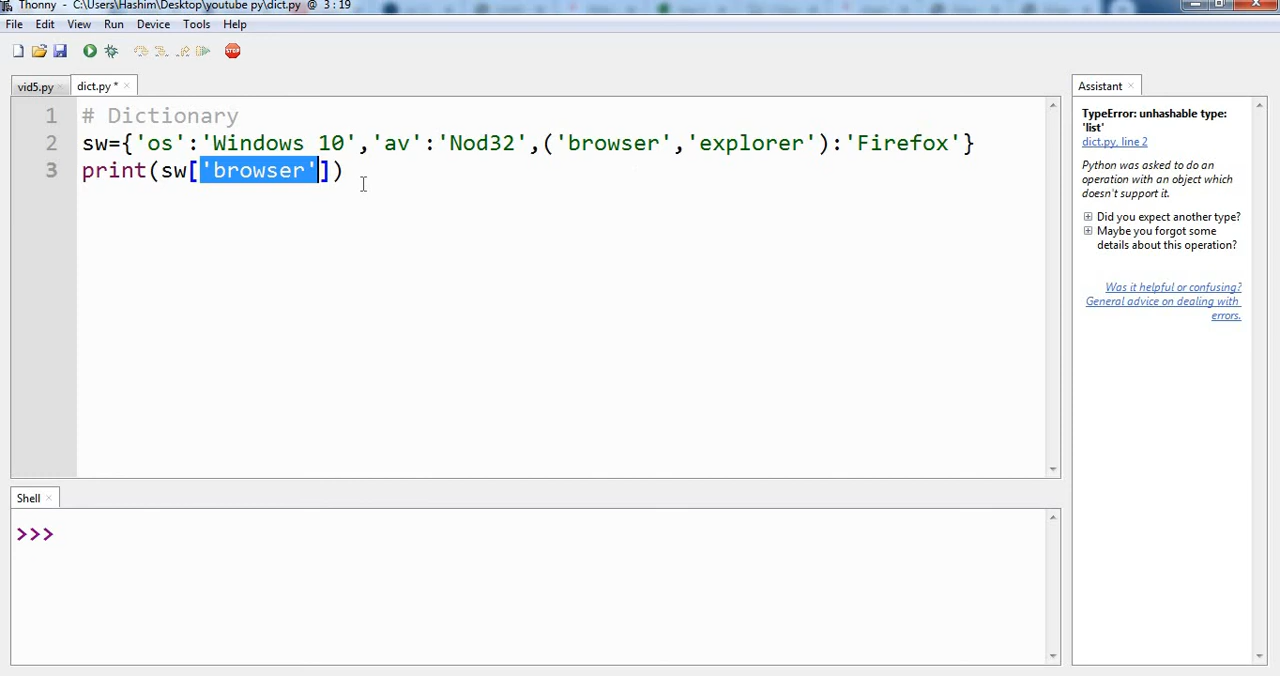 Thonny - C:\Users\Hashim\Desktop\youtube py\dict.py @ 3 : 19
File Edit View Run Device Tools Help
STOP
vid5.py × dict.py * ×
1 # Dictionary
2 sw={'os':'Windows 10','av':'Nod32',('browser','explorer'):'Firefox'}
3 print(sw['browser'])
Shell ×
>>>
Assistant ×
TypeError: unhashable type:
'list'
dict.py, line 2
Python was asked to do an
operation with an object which
doesn't support it.
Did you expect another type?
Maybe you forgot some
details about this operation?
Was it helpful or confusing?
General advice on dealing with
errors.